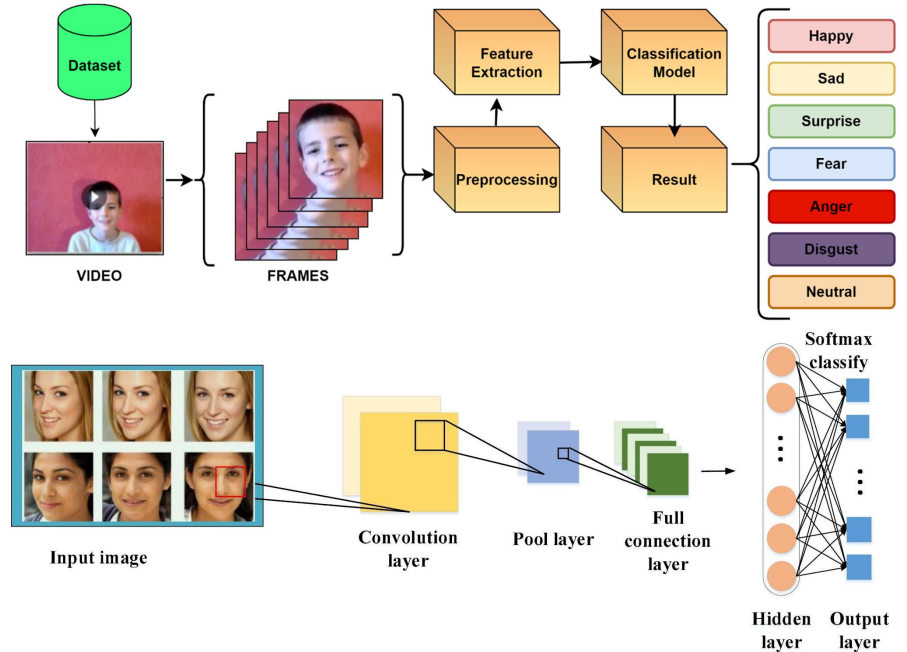 Dataset
VIDEO
FRAMES
Feature
Extraction
Preprocessing
Classification
Model
Result
Happy
Sad
Surprise
Fear
Anger
Disgust
Neutral
Input image
Convolution
layer
Pool layer
Full
connection
layer
Softmax
classify
Hidden
layer
Output
layer